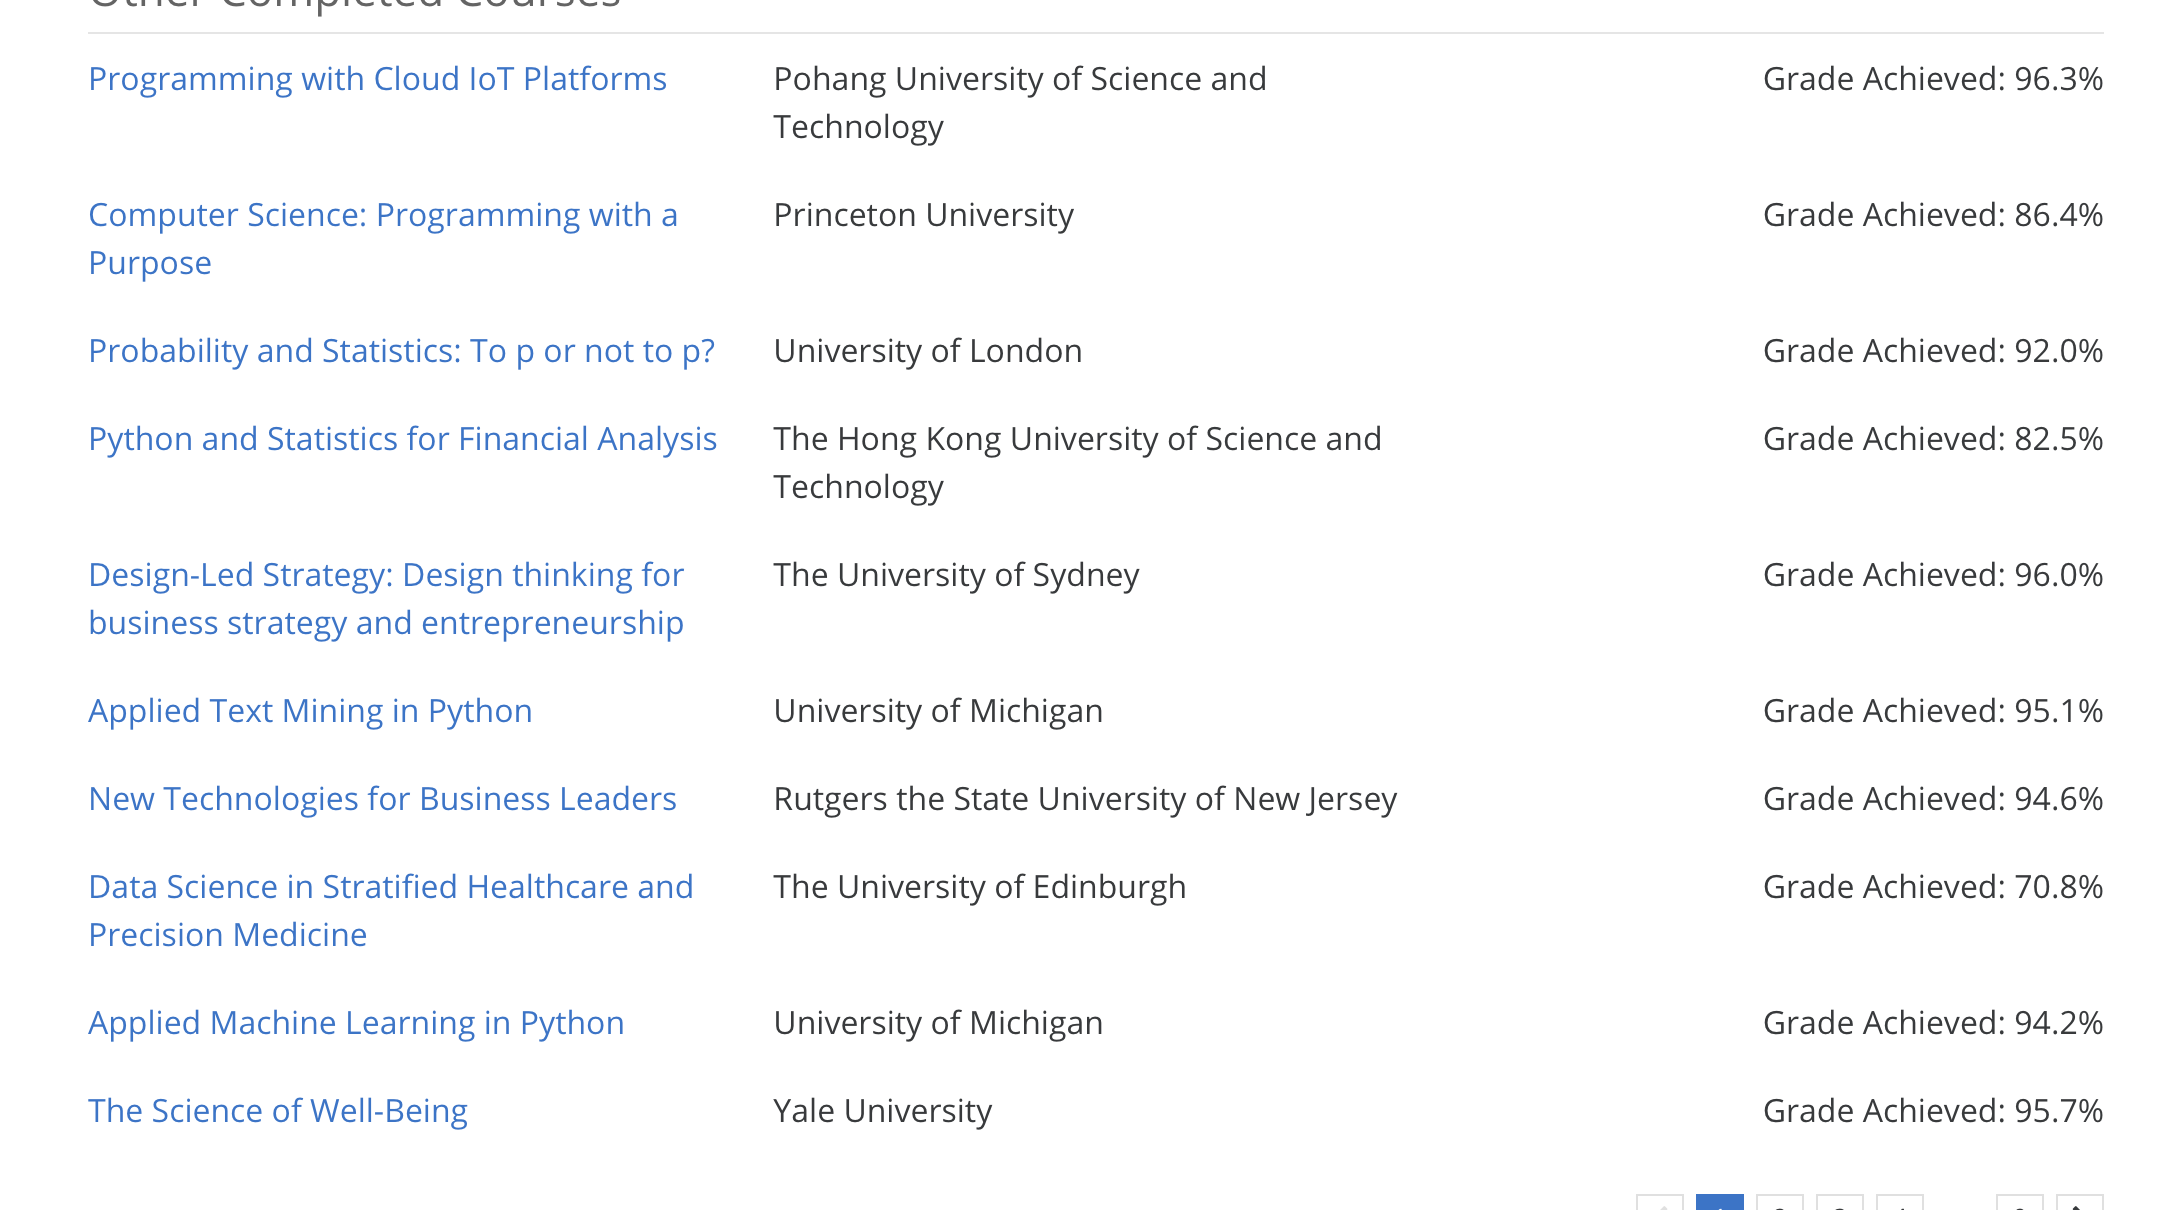 Other Completed Courses
Programming with Cloud IoT Platforms
Pohang University of Science and
Technology
Grade Achieved: 96.3%
Computer Science: Programming with a
Purpose
Princeton University
Grade Achieved: 86.4%
Probability and Statistics: To p or not to p?
University of London
Grade Achieved: 92.0%
Python and Statistics for Financial Analysis
The Hong Kong University of Science and
Technology
Grade Achieved: 82.5%
Design-Led Strategy: Design thinking for
business strategy and entrepreneurship
The University of Sydney
Grade Achieved: 96.0%
Applied Text Mining in Python
University of Michigan
Grade Achieved: 95.1%
New Technologies for Business Leaders
Rutgers the State University of New Jersey
Grade Achieved: 94.6%
Data Science in Stratified Healthcare and
Precision Medicine
The University of Edinburgh
Grade Achieved: 70.8%
Applied Machine Learning in Python
University of Michigan
Grade Achieved: 94.2%
The Science of Well-Being
Yale University
Grade Achieved: 95.7%